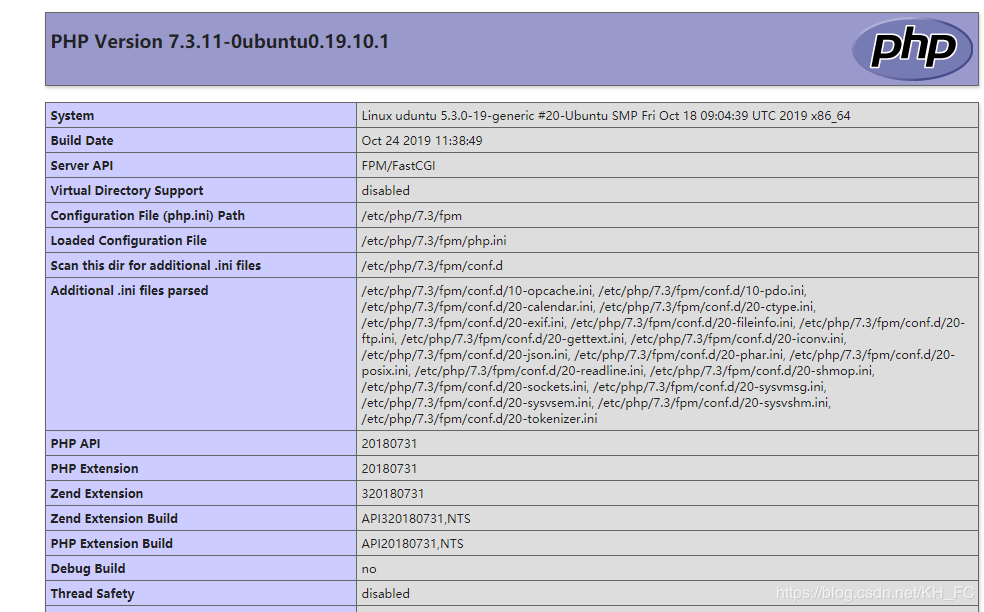 PHP Version 7.3.11-0ubuntu0.19.10.1
php
System Linux uduntu 5.3.0-19-generic #20-Ubuntu SMP Fri Oct 18 09:04:39 UTC 2019 x86_64
Build Date Oct 24 2019 11:38:49
Server API FPM/FastCGI
Virtual Directory Support disabled
Configuration File (php.ini) Path /etc/php/7.3/fpm
Loaded Configuration File /etc/php/7.3/fpm/php.ini
Scan this dir for additional .ini files /etc/php/7.3/fpm/conf.d
Additional .ini files parsed /etc/php/7.3/fpm/conf.d/10-opcache.ini, /etc/php/7.3/fpm/conf.d/10-pdo.ini,
/etc/php/7.3/fpm/conf.d/20-calendar.ini, /etc/php/7.3/fpm/conf.d/20-ctype.ini,
/etc/php/7.3/fpm/conf.d/20-exif.ini, /etc/php/7.3/fpm/conf.d/20-fileinfo.ini, /etc/php/7.3/fpm/conf.d/20-
ftp.ini, /etc/php/7.3/fpm/conf.d/20-gettext.ini, /etc/php/7.3/fpm/conf.d/20-iconv.ini,
/etc/php/7.3/fpm/conf.d/20-json.ini, /etc/php/7.3/fpm/conf.d/20-phar.ini, /etc/php/7.3/fpm/conf.d/20-
posix.ini, /etc/php/7.3/fpm/conf.d/20-readline.ini, /etc/php/7.3/fpm/conf.d/20-shmop.ini,
/etc/php/7.3/fpm/conf.d/20-sockets.ini, /etc/php/7.3/fpm/conf.d/20-sysvmsg.ini,
/etc/php/7.3/fpm/conf.d/20-sysvsem.ini, /etc/php/7.3/fpm/conf.d/20-sysvshm.ini,
/etc/php/7.3/fpm/conf.d/20-tokenizer.ini
PHP API 20180731
PHP Extension 20180731
Zend Extension 320180731
Zend Extension Build API320180731,NTS
PHP Extension Build API20180731,NTS
Debug Build no
Thread Safety disabled
https://blog.csdn.net/KH_FC